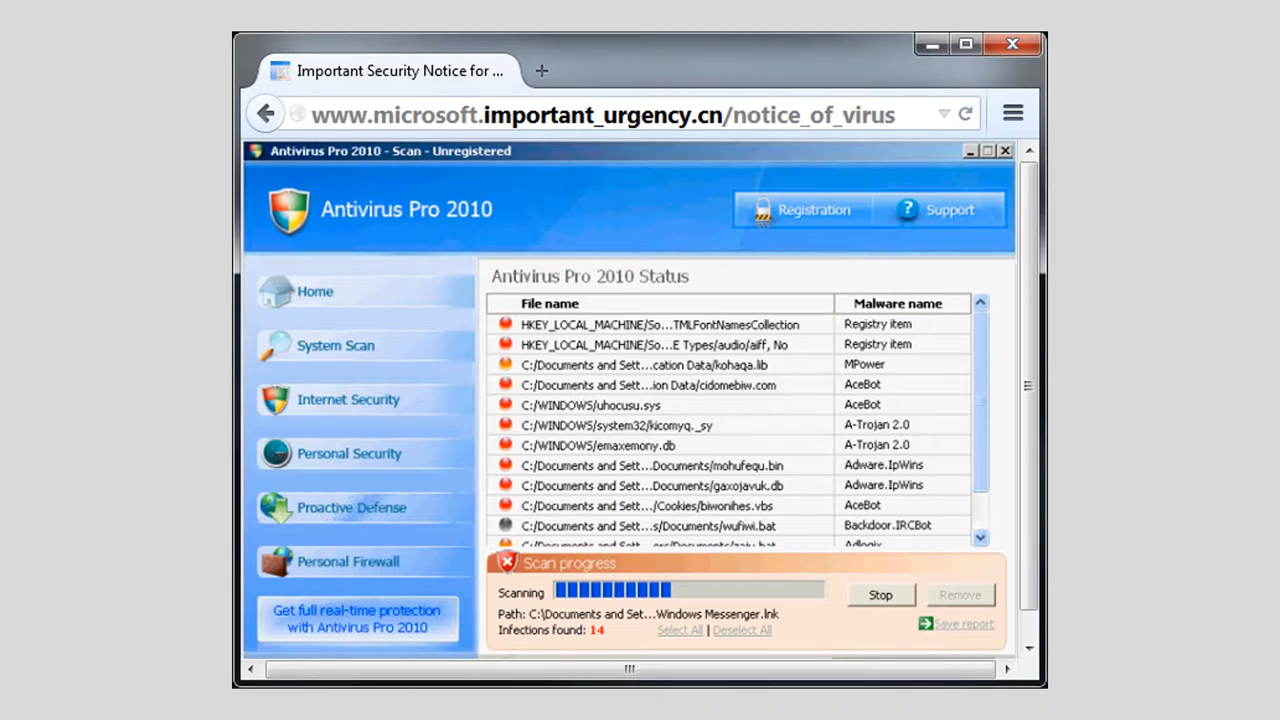 Important Security Notice for ...
www.microsoft.important_urgency.cn/notice_of_virus
Antivirus Pro 2010 - Scan - Unregistered
Antivirus Pro 2010
Registration
Support
Home
System Scan
Internet Security
Personal Security
Proactive Defense
Personal Firewall
Get full real-time protection
with Antivirus Pro 2010
Antivirus Pro 2010 Status
File name Malware name
HKEY_LOCAL_MACHINE/So...TMLFontNamesCollection Registry item
HKEY_LOCAL_MACHINE/So...E Types/audio/aiff, No Registry item
C:/Documents and Sett...cation Data/kohaqa.lib MPower
C:/Documents and Sett...ion Data/cidomebiw.com AceBot
C:/WINDOWS/uhocusu.sys AceBot
C:/WINDOWS/system32/kicomyq._sy A-Trojan 2.0
C:/WINDOWS/emaxemony.db A-Trojan 2.0
C:/Documents and Sett...Documents/mohufequ.bin Adware.IpWins
C:/Documents and Sett...Documents/gaxojavuk.db Adware.IpWins
C:/Documents and Sett.../Cookies/biwonihes.vbs AceBot
C:/Documents and Sett...s/Documents/wufiwi.bat Backdoor.IRCBot
C:/Documents and Sett
Scan progress
Scanning
Stop
Remove
Path: C:\Documents and Set...Windows Messenger.lnk
Infections found: 14
Select All | Deselect All
Save report